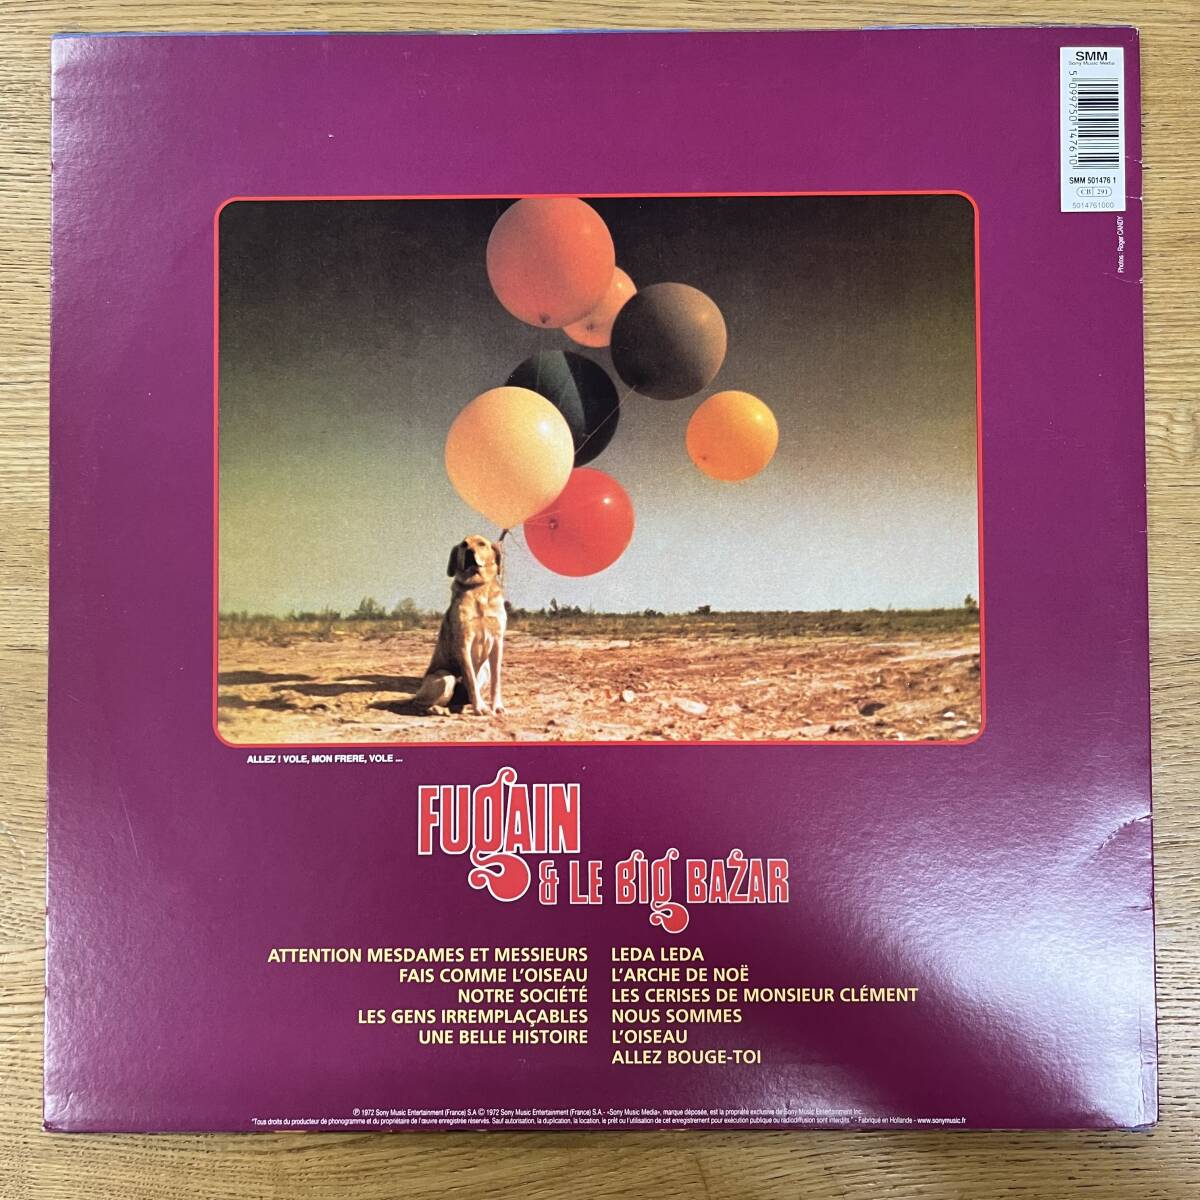 SMM
Sony Music Media
5 099750 147610
SMM 501476 1
CB 291
5014761000
Photos : Roger CANDY
ALLEZ ! VOLE, MON FRERE, VOLE ...
FUGAIN
& LE BIG BAZAR
ATTENTION MESDAMES ET MESSIEURS
FAIS COMME L'OISEAU
NOTRE SOCIÉTÉ
LES GENS IRREMPLAÇABLES
UNE BELLE HISTOIRE
LEDA LEDA
L'ARCHE DE NOË
LES CERISES DE MONSIEUR CLÉMENT
NOUS SOMMES
L'OISEAU
ALLEZ BOUGE-TOI
℗ 1972 Sony Music Entertainment (France) S.A © 1972 Sony Music Entertainment (France) S.A.- «Sony Music Media», marque déposée, est la propriété exclusive de Sony Music Entertainment Inc.
"Tous droits du producteur de phonogramme et du propriétaire de l'œuvre enregistrée réservés. Sauf autorisation, la duplication, la location, le prêt ou l'utilisation de cet enregistrement pour exécution publique ou radiodiffusion sont interdits." - Fabriqué en Hollande - www.sonymusic.fr